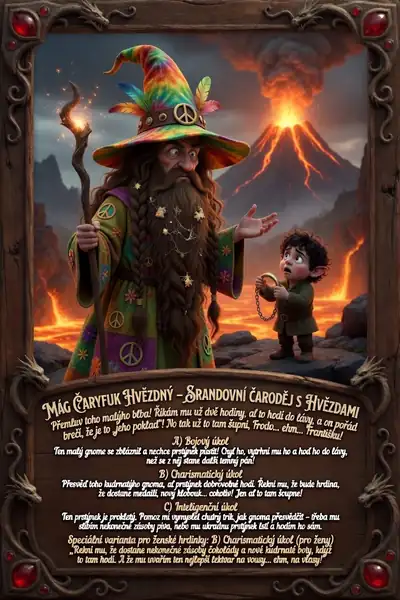 Mág Čaryfuk Hvězdný – Srandovní čaroděj s Hvězdami
Přemluv toho malýho blba! Říkám mu už dvě hodiny, ať to hodí do lávy, a on pořád
brečí, že je to „jeho poklad“! No tak už to tam šupni, Frodo... ehm... Františku!
A) Bojový úkol
Ten malý gnome se zbláznil a nechce prstýnek pustit! Chyť ho, vytrhni mu ho a hoď ho do lávy,
než se z něj stane další temný pán!
B) Charismatický úkol
Přesvěd toho kudrnatýho gnoma, ať prstýnek dobrovolně hodí. Řekni mu, že bude hrdina,
že dostane medaili, nový klobouk... cokoliv! Jen ať to tam šoupne!
C) Inteligenční úkol
Ten prstýnek je prokletý. Pomoz mi vymyslet chytrý trik, jak gnoma přesvědčit – třeba mu
slibím nekonečné zásoby piva, nebo mu ukradnu prstýnek lstí a hodím ho sám.
Speciální varianta pro ženské hrdinky: B) Charismatický úkol (pro ženy)
„Řekni mu, že dostane nekonečné zásoby čokolády a nové kudrnaté boty, když
to tam hodí. A že mu uvařím ten nejlepší lektvar na vousy... ehm, na vlasy!